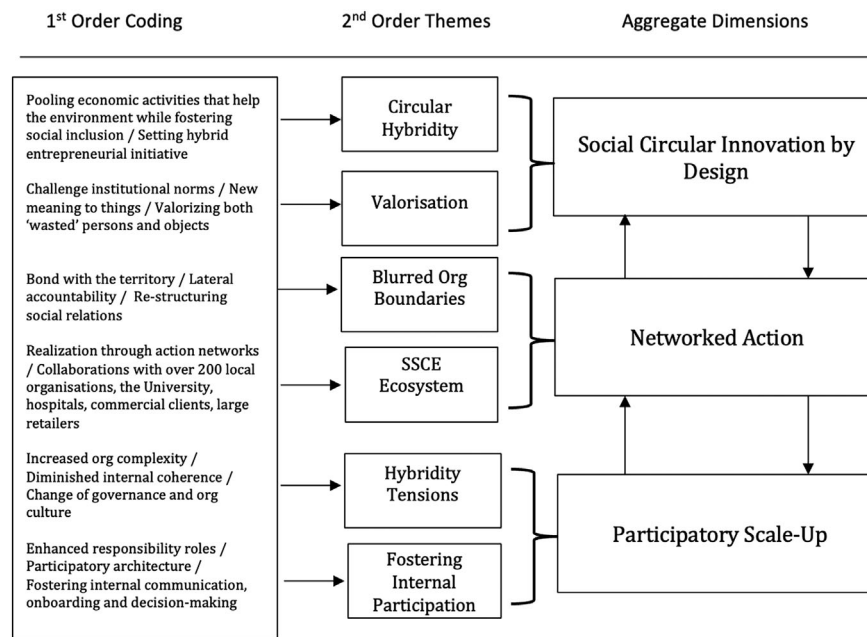 1st Order Coding
2nd Order Themes
Aggregate Dimensions
Pooling economic activities that help
the environment while fostering
social inclusion / Setting hybrid
entrepreneurial initiative
Circular
Hybridity
Social Circular Innovation by
Design
Challenge institutional norms / New
meaning to things / Valorizing both
‘wasted’ persons and objects
Valorisation
Bond with the territory / Lateral
accountability / Re-structuring
social relations
Blurred Org
Boundaries
Networked Action
Realization through action networks
/ Collaborations with over 200 local
organisations, the University,
hospitals, commercial clients, large
retailers
SSCE
Ecosystem
Increased org complexity /
Diminished internal coherence /
Change of governance and org
culture
Hybridity
Tensions
Participatory Scale-Up
Enhanced responsibility roles /
Participatory architecture /
Fostering internal communication,
onboarding and decision-making
Fostering
Internal
Participation